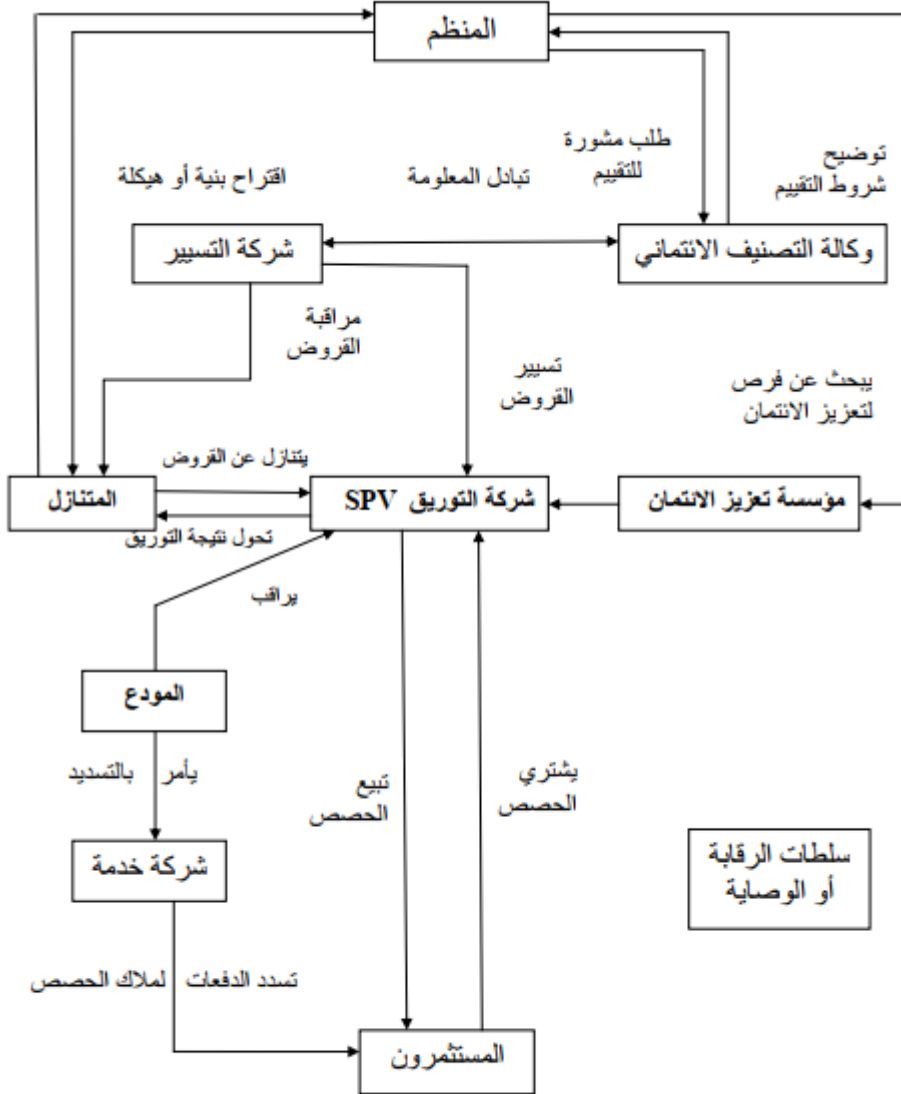 المنظم
طلب مشورة
للتقييم
توضيح
شروط التقييم
تبادل المعلومة
اقتراح بنية أو هيكلة
وكالة التصنيف الائتماني
شركة التسيير
مراقبة
القروض
تسيير
القروض
يبحث عن فرص
لتعزيز الائتمان
يتنازل عن القروض
مؤسسة تعزيز الائتمان
شركة التوريق SPV
المتنازل
تحول نتيجة التوريق
يراقب
المودع
يأمر بالتسديد
تبيع
الحصص
يشتري
الحصص
شركة خدمة
سلطات الرقابة
أو الوصاية
تسدد الدفعات لملاك الحصص
المستثمرون